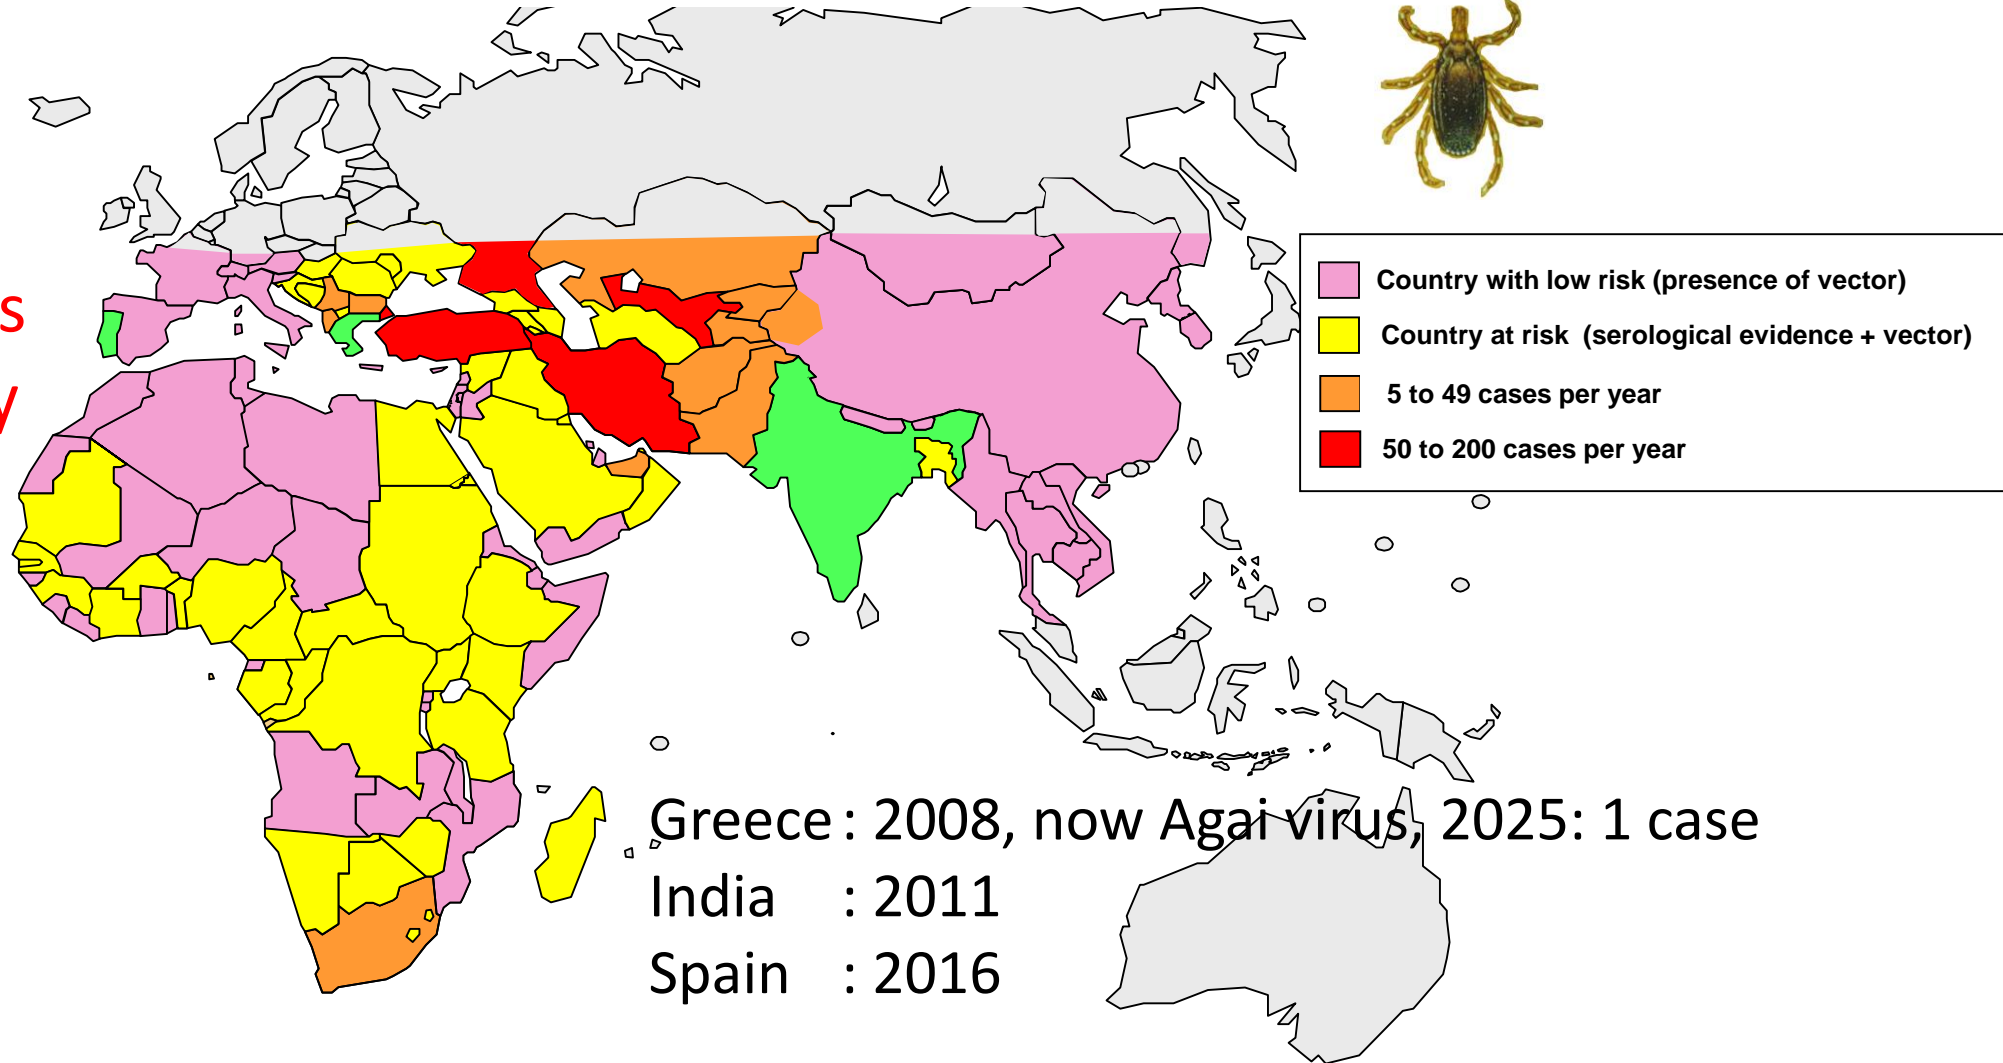 s
y
Country with low risk (presence of vector)
Country at risk (serological evidence + vector)
5 to 49 cases per year
50 to 200 cases per year
Greece : 2008, now Agai virus, 2025: 1 case
India : 2011
Spain : 2016